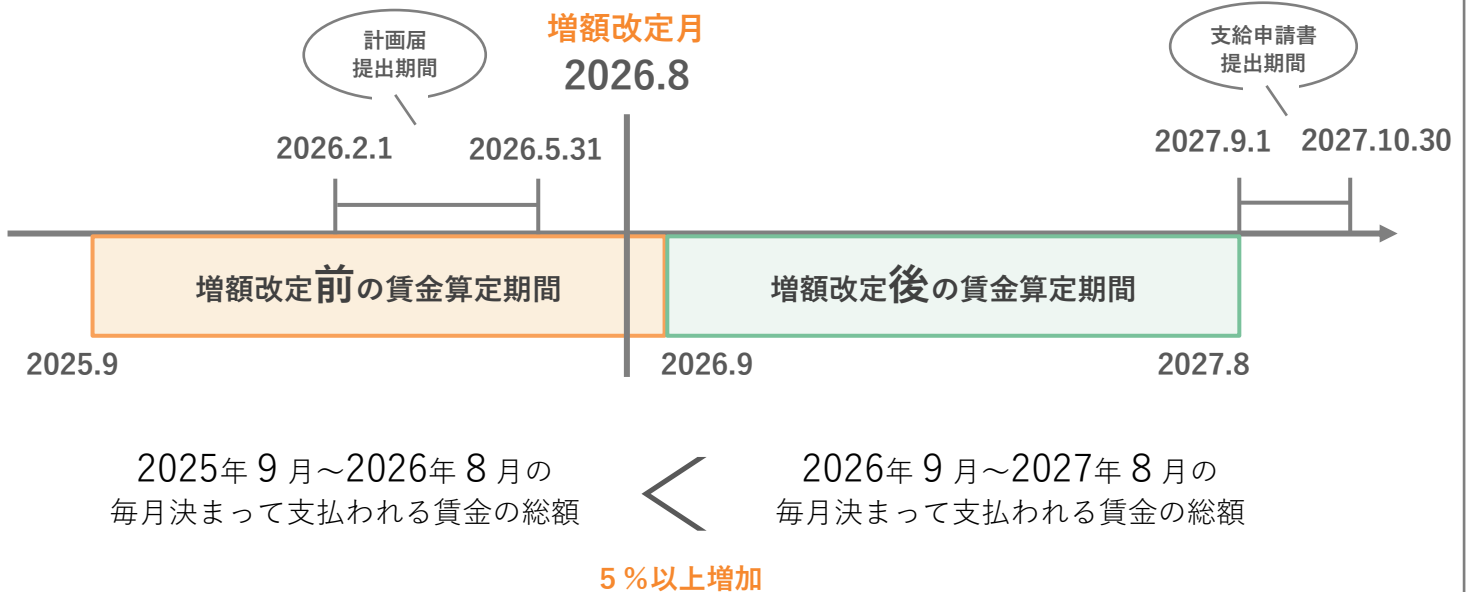 計画届
提出期間
増額改定月
2026.8
支給申請書
提出期間
2026.2.1
2026.5.31
2027.9.1
2027.10.30
増額改定前の賃金算定期間
増額改定後の賃金算定期間
2025.9
2026.9
2027.8
2025年 9 月～2026年 8 月の
毎月決まって支払われる賃金の総額
＜
2026年 9 月～2027年 8 月の
毎月決まって支払われる賃金の総額
5 %以上増加